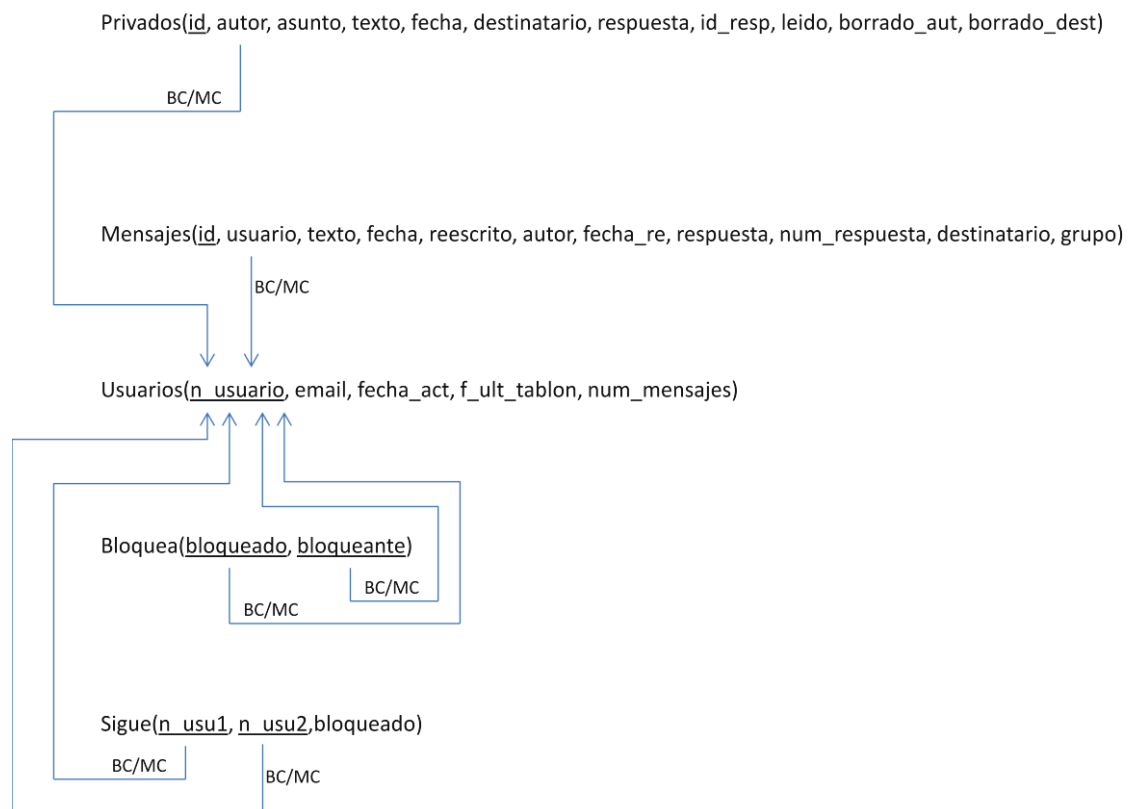 Privados(id, autor, asunto, texto, fecha, destinatario, respuesta, id_resp, leido, borrado_aut, borrado_dest)
BC/MC
Mensajes(id, usuario, texto, fecha, reescrito, autor, fecha_re, respuesta, num_respuesta, destinatario, grupo)
BC/MC
Usuarios(n_usuario, email, fecha_act, f_ult_tablon, num_mensajes)
Bloquea(bloqueado, bloqueante)
BC/MC
BC/MC
Sigue(n_usu1, n_usu2,bloqueado)
BC/MC
BC/MC